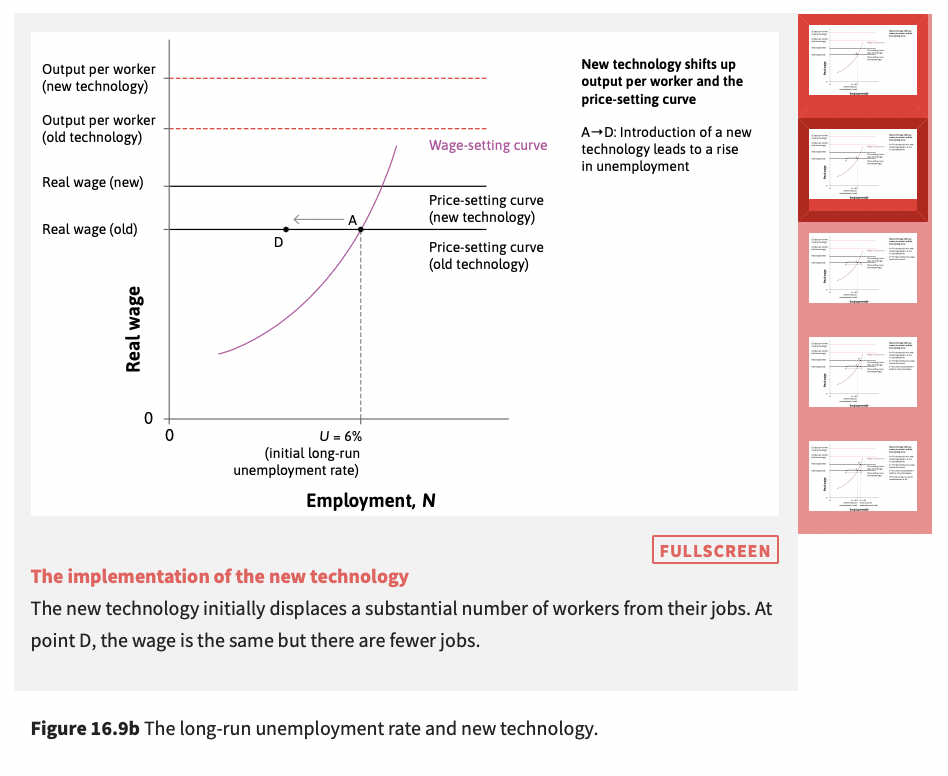 Output per worker
(new technology)
Output per worker
(old technology)
Real wage (new)
Real wage (old)
Real wage
0
0
A
D
Wage-setting curve
Price-setting curve
(new technology)
Price-setting curve
(old technology)
U = 6%
(initial long-run
unemployment rate)
Employment, N
New technology shifts up
output per worker and the
price-setting curve
A→D: Introduction of a new
technology leads to a rise
in unemployment
FULLSCREEN
The implementation of the new technology
The new technology initially displaces a substantial number of workers from their jobs. At
point D, the wage is the same but there are fewer jobs.
Figure 16.9b The long-run unemployment rate and new technology.